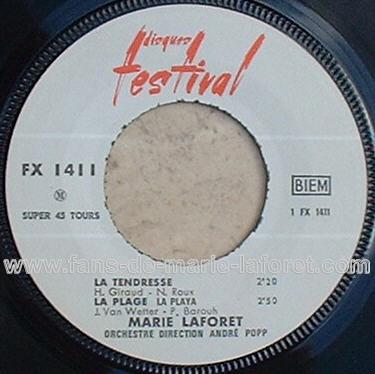 disques
festival
FX 1411
M
BIEM
SUPER 45 TOURS
1 FX 1411
www.fans-de-marie-laforet.com
LA TENDRESSE 2'20
H. Giraud - N. Roux
LA PLAGE LA PLAYA 2'50
J. Van Wetter - P. Barouh
MARIE LAFORET
ORCHESTRE DIRECTION ANDRÉ POPP